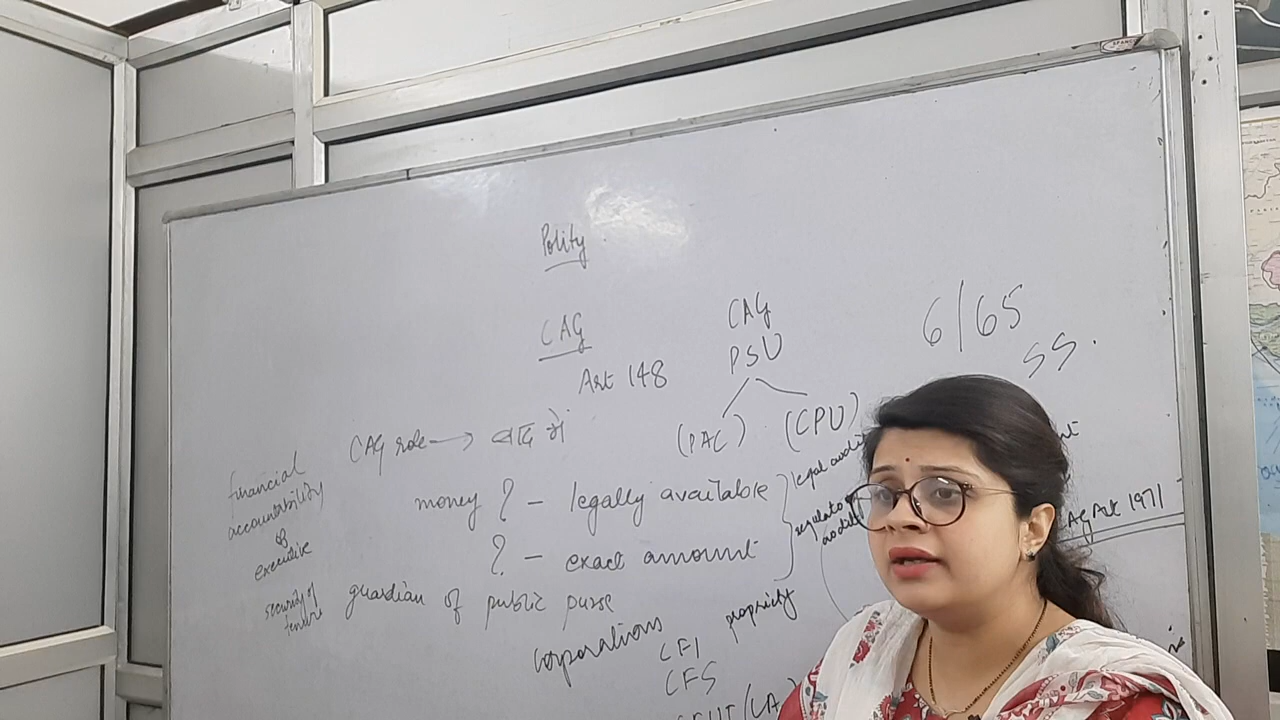 Polity
CAG
Art 148
CAG
PSU
(PAC) (CPU)
6/65
SS.
CAG role → बाद में
financial
accountability
of
executive
security of
tenure
money ? - legally available
? - exact amount
guardian of public purse
legal audit
regulatory
audit
propriety
corporations
CFI
CFS
Act 1971